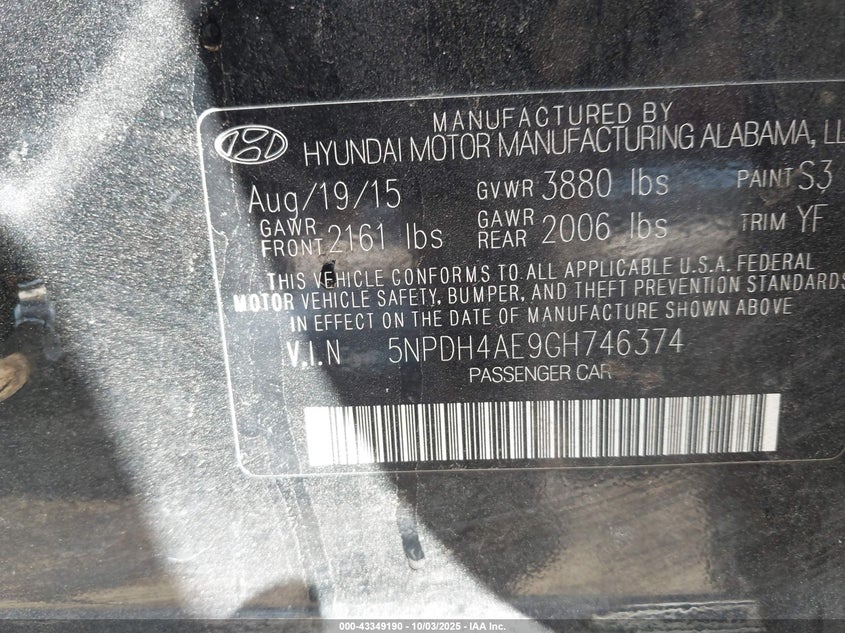 MANUFACTURED BY
HYUNDAI MOTOR MANUFACTURING ALABAMA, LL
Aug/19/15 GVWR 3880 lbs PAINT S3
GAWR FRONT 2161 lbs GAWR REAR 2006 lbs TRIM YF
THIS VEHICLE CONFORMS TO ALL APPLICABLE U.S.A. FEDERAL
MOTOR VEHICLE SAFETY, BUMPER, AND THEFT PREVENTION STANDARDS
IN EFFECT ON THE DATE OF MANUFACTURE SHOWN ABOVE
V.I.N 5NPDH4AE9GH746374
PASSENGER CAR
000-43349190 - 10/03/2025 - IAA Inc.